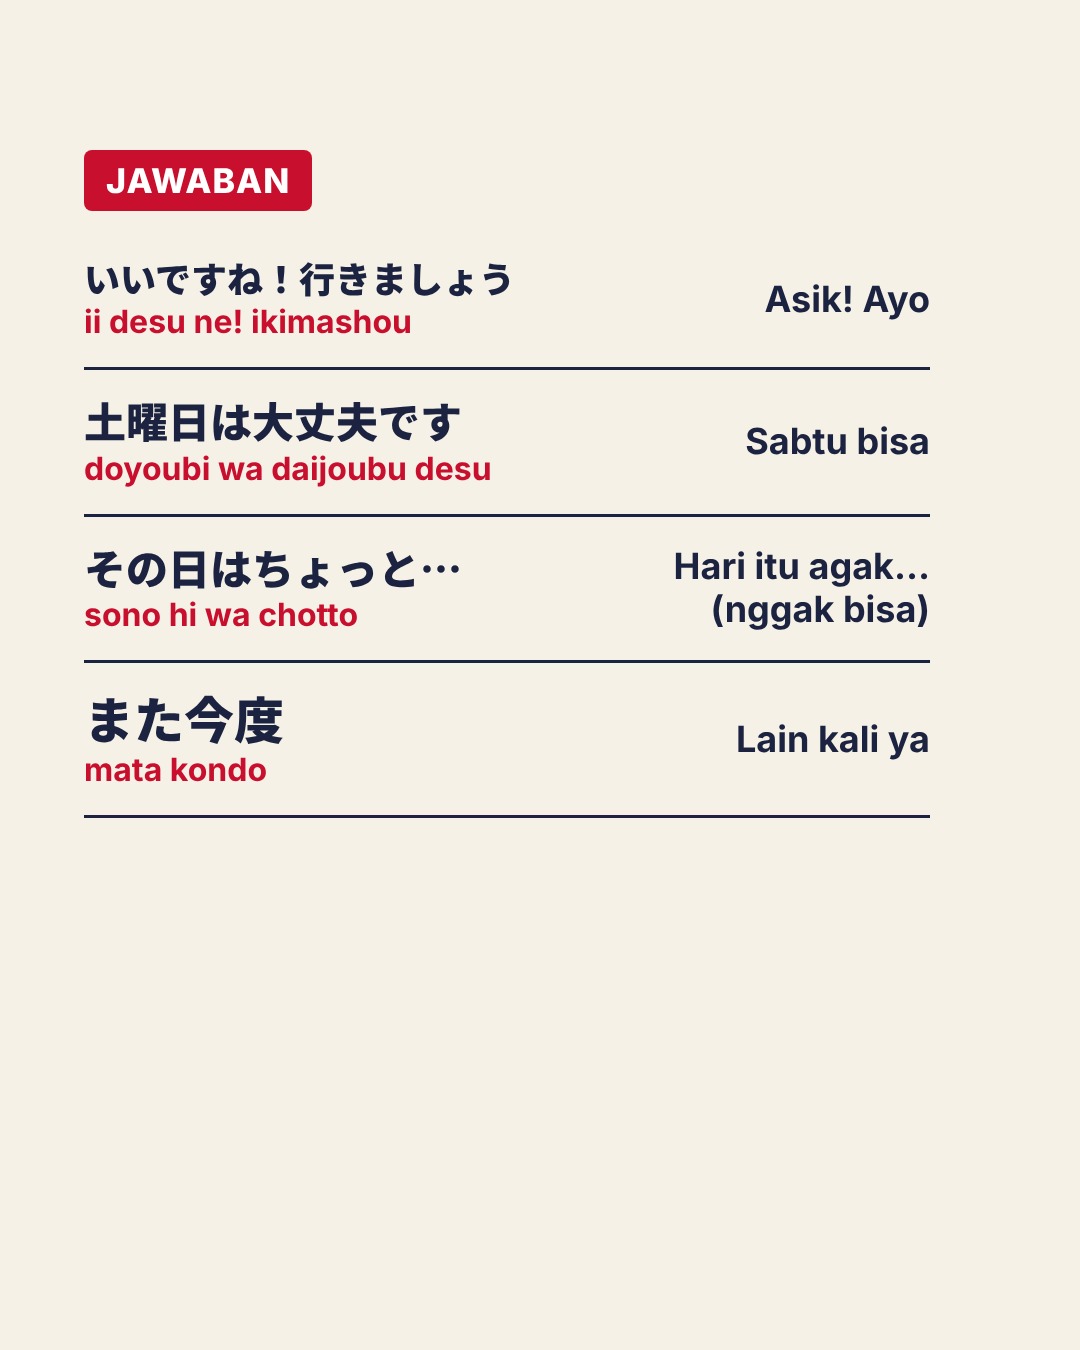 JAWABAN
いいですね！行きましょう
ii desu ne! ikimashou
Asik! Ayo
土曜日は大丈夫です
doyoubi wa daijoubu desu
Sabtu bisa
その日はちょっと…
sono hi wa chotto
Hari itu agak...
(nggak bisa)
また今度
mata kondo
Lain kali ya